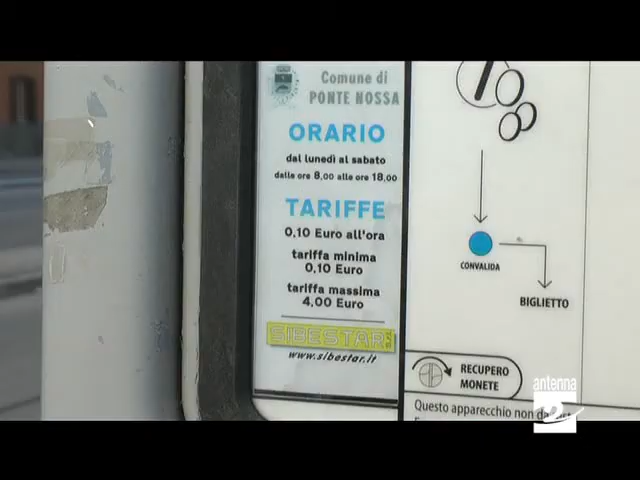 Comune di
PONTE NOSSA
ORARIO
dal lunedì al sabato
dalle ore 8,00 alle ore 18,00
TARIFFE
0,10 Euro all'ora
tariffa minima
0,10 Euro
tariffa massima
4,00 Euro
SIBESTAR
www.sibestar.it
CONVALIDA
BIGLIETTO
RECUPERO
MONETE
Questo apparecchio non
antenna
2